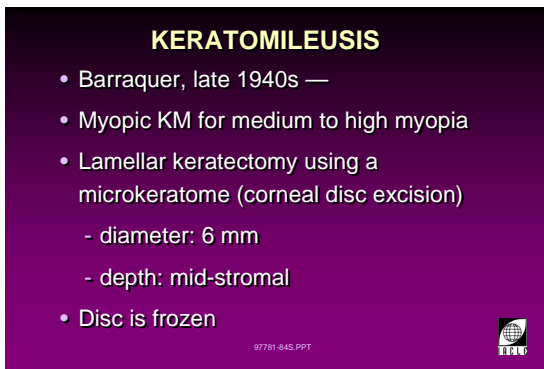 KERATOMILEUSIS
• Barraquer, late 1940s —
• Myopic KM for medium to high myopia
• Lamellar keratectomy using a
microkeratome (corneal disc excision)
- diameter: 6 mm
- depth: mid-stromal
• Disc is frozen
97781-84S.PPT
IACLE